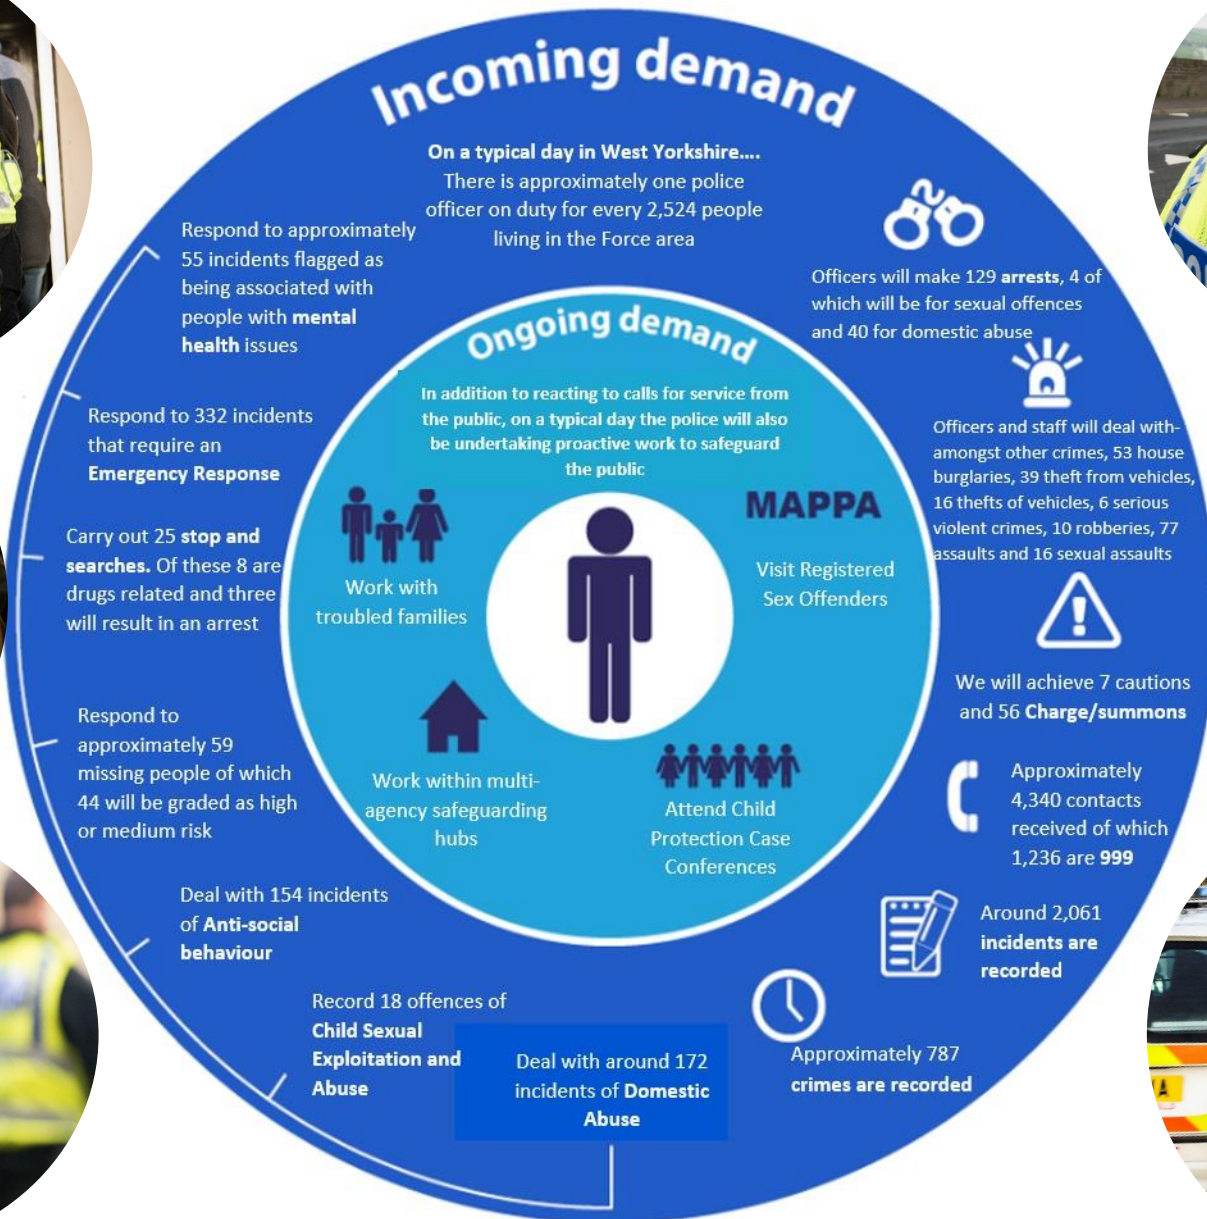 Incoming demand
On a typical day in West Yorkshire....
There is approximately one police
officer on duty for every 2,524 people
living in the Force area
Officers will make 129 arrests, 4 of
which will be for sexual offences
and 40 for domestic abuse
Officers and staff will deal with-
amongst other crimes, 53 house
burglaries, 39 theft from vehicles,
16 thefts of vehicles, 6 serious
violent crimes, 10 robberies, 77
assaults and 16 sexual assaults
We will achieve 7 cautions
and 56 Charge/summons
Approximately
4,340 contacts
received of which
1,236 are 999
Around 2,061
incidents are
recorded
Approximately 787
crimes are recorded
Deal with around 172
incidents of Domestic
Abuse
Record 18 offences of
Child Sexual
Exploitation and
Abuse
Deal with 154 incidents
of Anti-social
behaviour
Respond to
approximately 59
missing people of which
44 will be graded as high
or medium risk
Carry out 25 stop and
searches. Of these 8 are
drugs related and three
will result in an arrest
Respond to 332 incidents
that require an
Emergency Response
Respond to approximately
55 incidents flagged as
being associated with
people with mental
health issues
Ongoing demand
In addition to reacting to calls for service from
the public, on a typical day the police will also
be undertaking proactive work to safeguard
the public
Work with
troubled families
MAPPA
Visit Registered
Sex Offenders
Work within multi-
agency safeguarding
hubs
Attend Child
Protection Case
Conferences